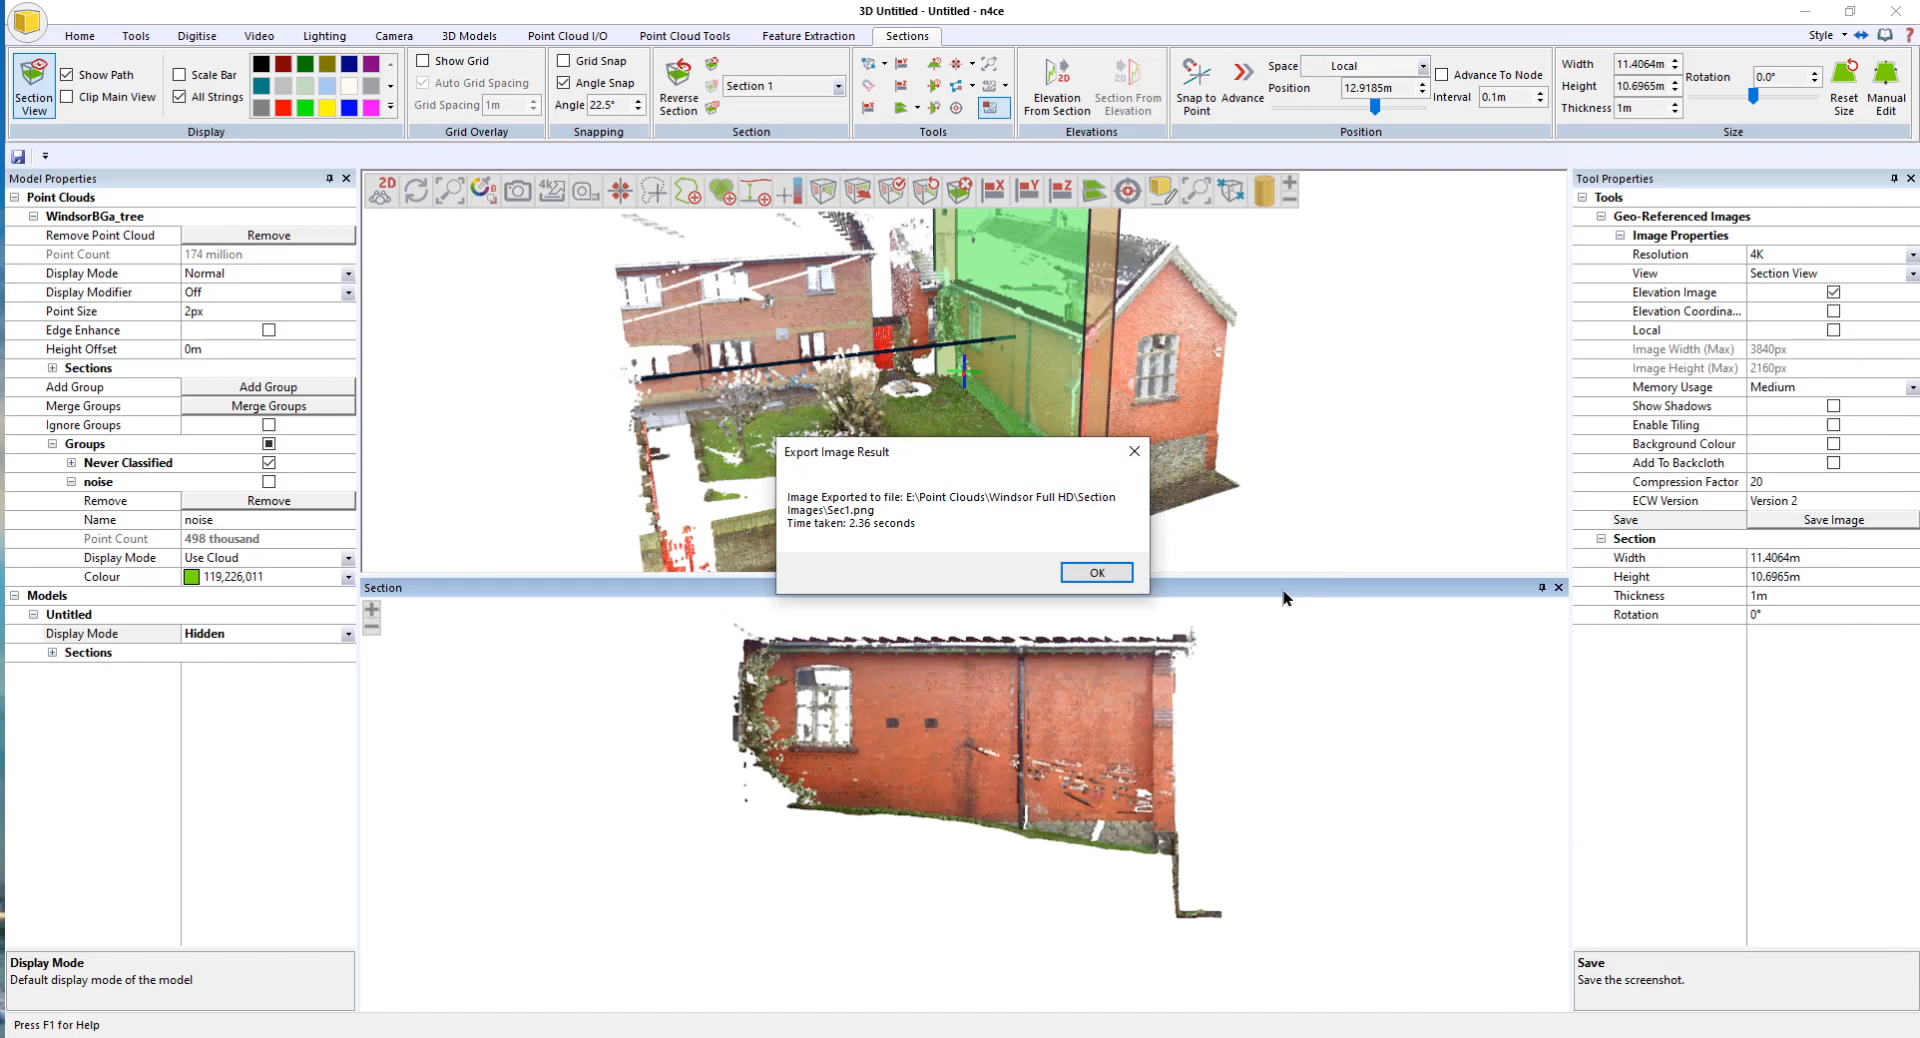 3D Untitled - Untitled - n4ce
Home Tools Digitise Video Lighting Camera 3D Models Point Cloud I/O Point Cloud Tools Feature Extraction Sections Style
Section View
Show Path
Clip Main View
Scale Bar
All Strings
Display
Show Grid
Auto Grid Spacing
Grid Spacing 1m
Grid Overlay
Grid Snap
Angle Snap
Angle 22.5°
Snapping
Reverse Section
Section 1
Section
Tools
Elevation From Section
Section From Elevation
Elevations
Snap to Point
Advance
Space Local
Position 12.9185m
Advance To Node
Interval 0.1m
Position
Width 11.4064m
Height 10.6965m
Thickness 1m
Rotation 0.0°
Reset Size
Manual Edit
Size
Model Properties
Point Clouds
WindsorBGa_tree
Remove Point Cloud Remove
Point Count 174 million
Display Mode Normal
Display Modifier Off
Point Size 2px
Edge Enhance
Height Offset 0m
Sections
Add Group Add Group
Merge Groups Merge Groups
Ignore Groups
Groups
Never Classified
noise
Remove Remove
Name noise
Point Count 498 thousand
Display Mode Use Cloud
Colour 119,226,011
Models
Untitled
Display Mode Hidden
Sections
Display Mode
Default display mode of the model
Press F1 for Help
2D
4K
Export Image Result
Image Exported to file: E:\Point Clouds\Windsor Full HD\Section
Images\Sec1.png
Time taken: 2.36 seconds
OK
Section
Tool Properties
Tools
Geo-Referenced Images
Image Properties
Resolution 4K
View Section View
Elevation Image
Elevation Coordina...
Local
Image Width (Max) 3840px
Image Height (Max) 2160px
Memory Usage Medium
Show Shadows
Enable Tiling
Background Colour
Add To Backcloth
Compression Factor 20
ECW Version Version 2
Save Save Image
Section
Width 11.4064m
Height 10.6965m
Thickness 1m
Rotation 0°
Save
Save the screenshot.